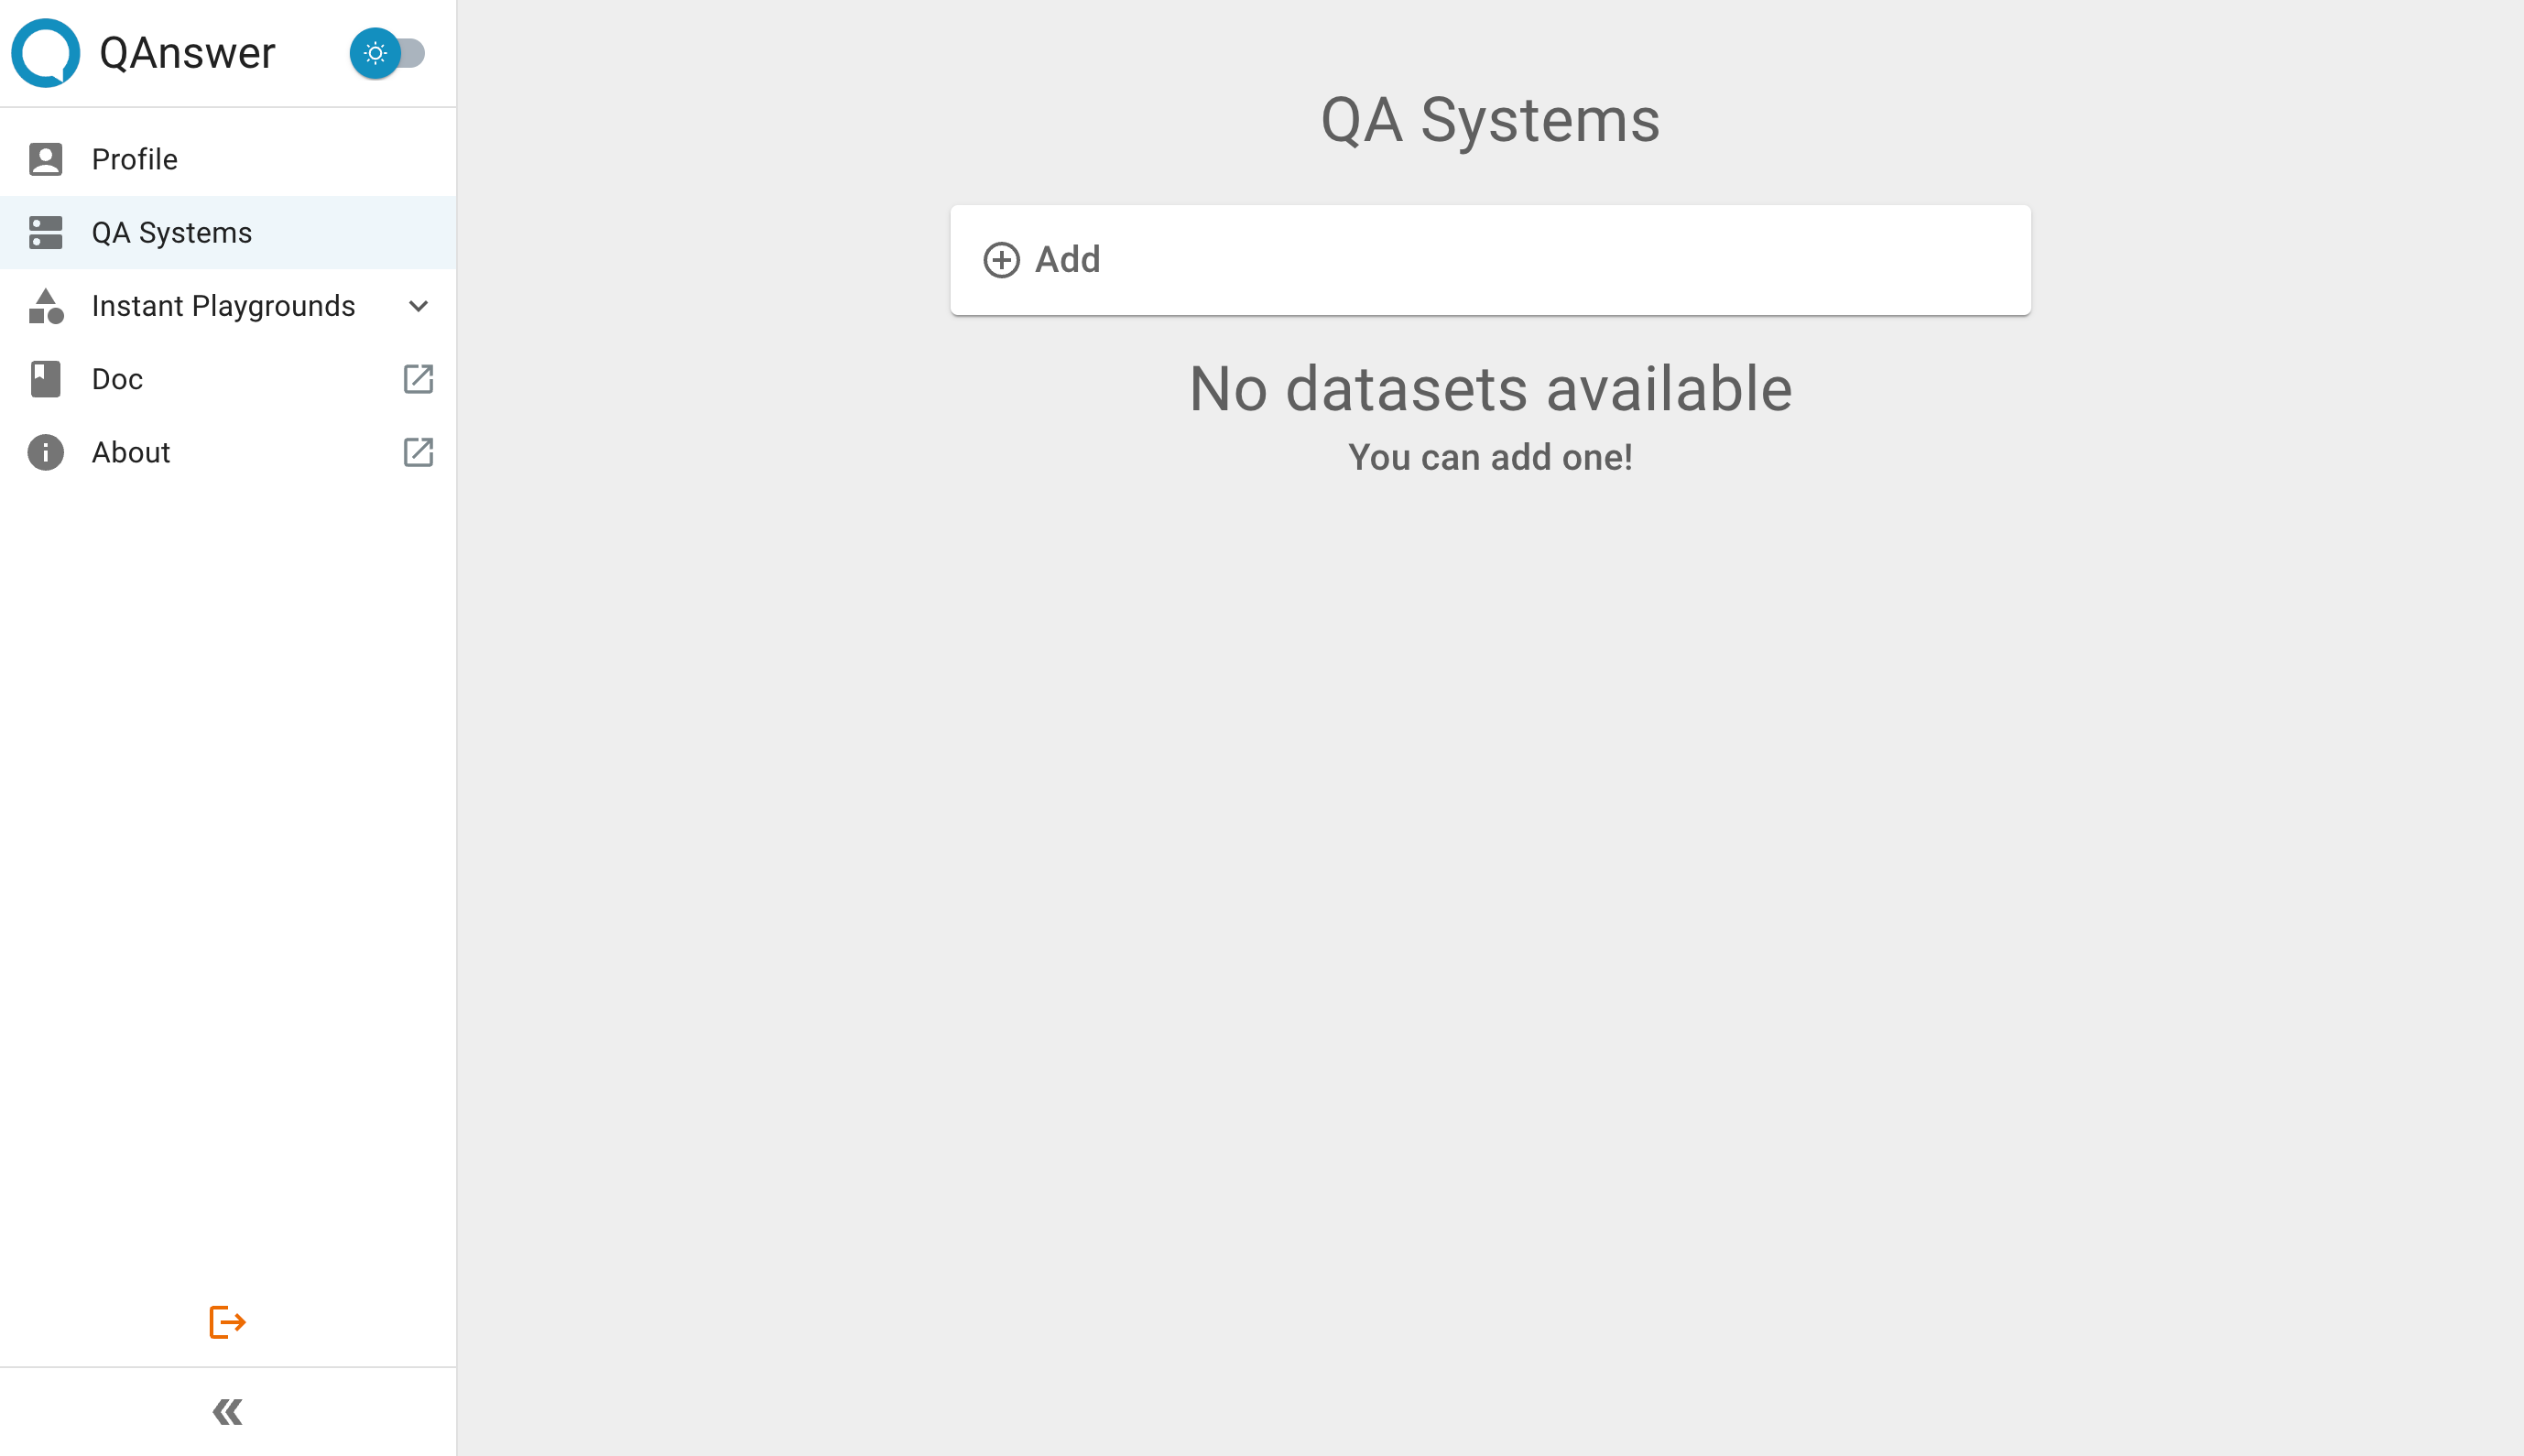 QAnswer
Profile
QA Systems
Instant Playgrounds
Doc
About
QA Systems
Add
No datasets available
You can add one!